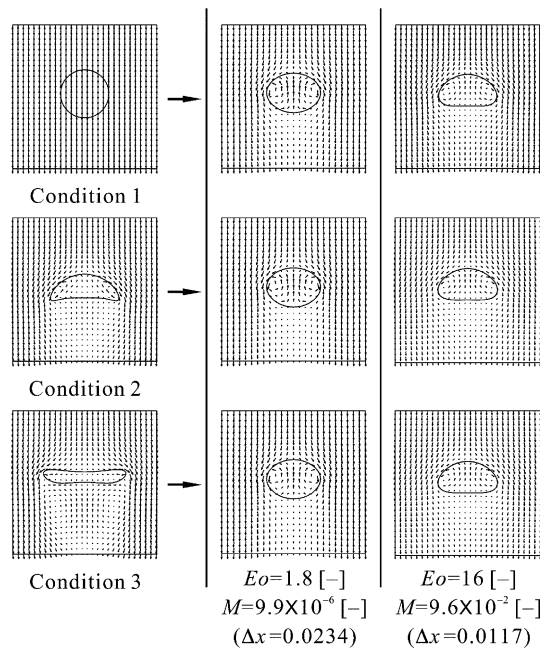 Condition 1
Condition 2
Condition 3
Eo=1.8 [–]
M=9.9X10⁻⁶ [–]
(Δx=0.0234)
Eo=16 [–]
M=9.6X10⁻² [–]
(Δx=0.0117)